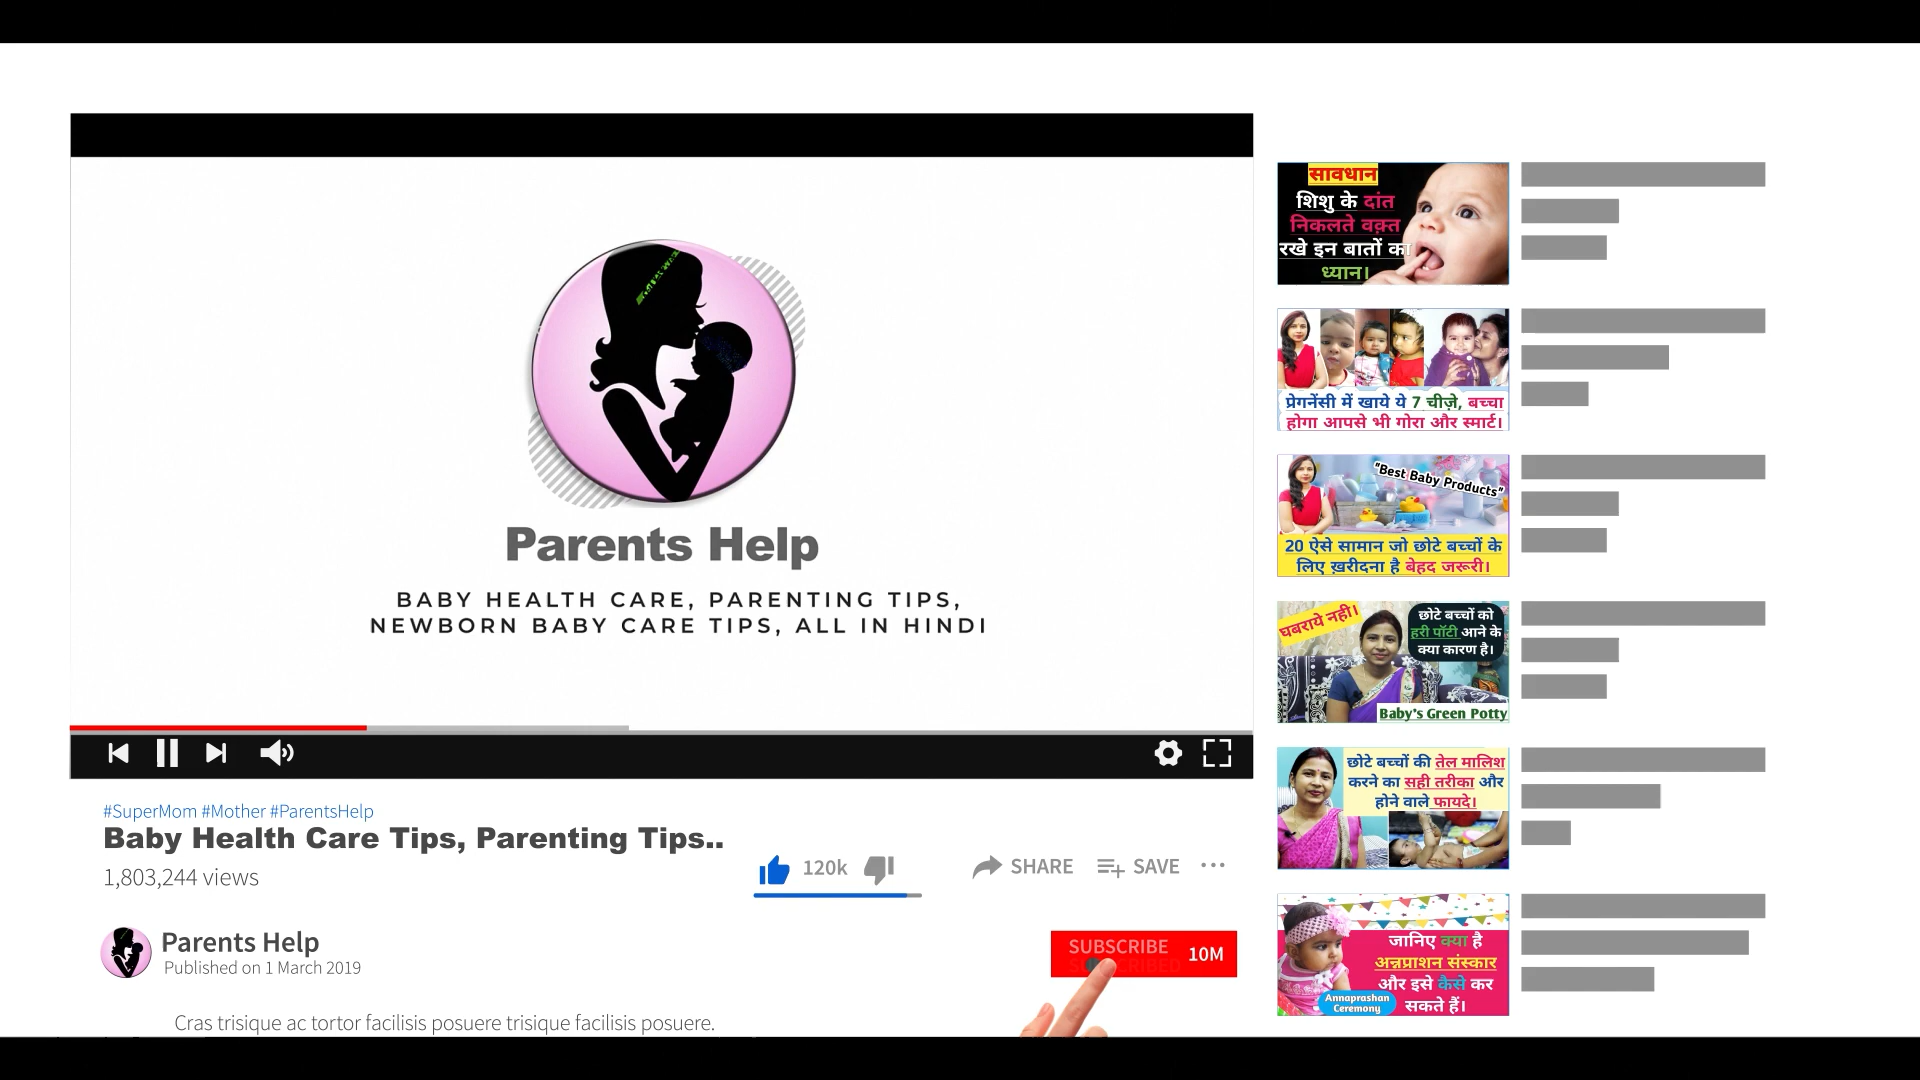 Parents Help
BABY HEALTH CARE, PARENTING TIPS,
NEWBORN BABY CARE TIPS, ALL IN HINDI
#SuperMom #Mother #ParentsHelp
Baby Health Care Tips, Parenting Tips..
1,803,244 views
120k
SHARE
SAVE
Parents Help
Published on 1 March 2019
SUBSCRIBE
10M
Cras trisique ac tortor facilisis posuere trisique facilisis posuere.
सावधान
शिशु के दांत
निकलते वक़्त
रखे इन बातों का
ध्यान।
प्रेगनेंसी में खाये ये 7 चीज़े, बच्चा
होगा आपसे भी गोरा और स्मार्ट।
"Best Baby Products"
20 ऐसे सामान जो छोटे बच्चों के
लिए ख़रीदना है बेहद जरूरी।
घबराये नही।
छोटे बच्चों को
हरी पॉटी आने के
क्या कारण है।
Baby's Green Potty
छोटे बच्चों की तेल मालिश
करने का सही तरीका और
होने वाले फायदे।
जानिए क्या है
अन्नप्राशन संस्कार
और इसे कैसे कर
सकते हैं।
Annaprashan
Ceremony